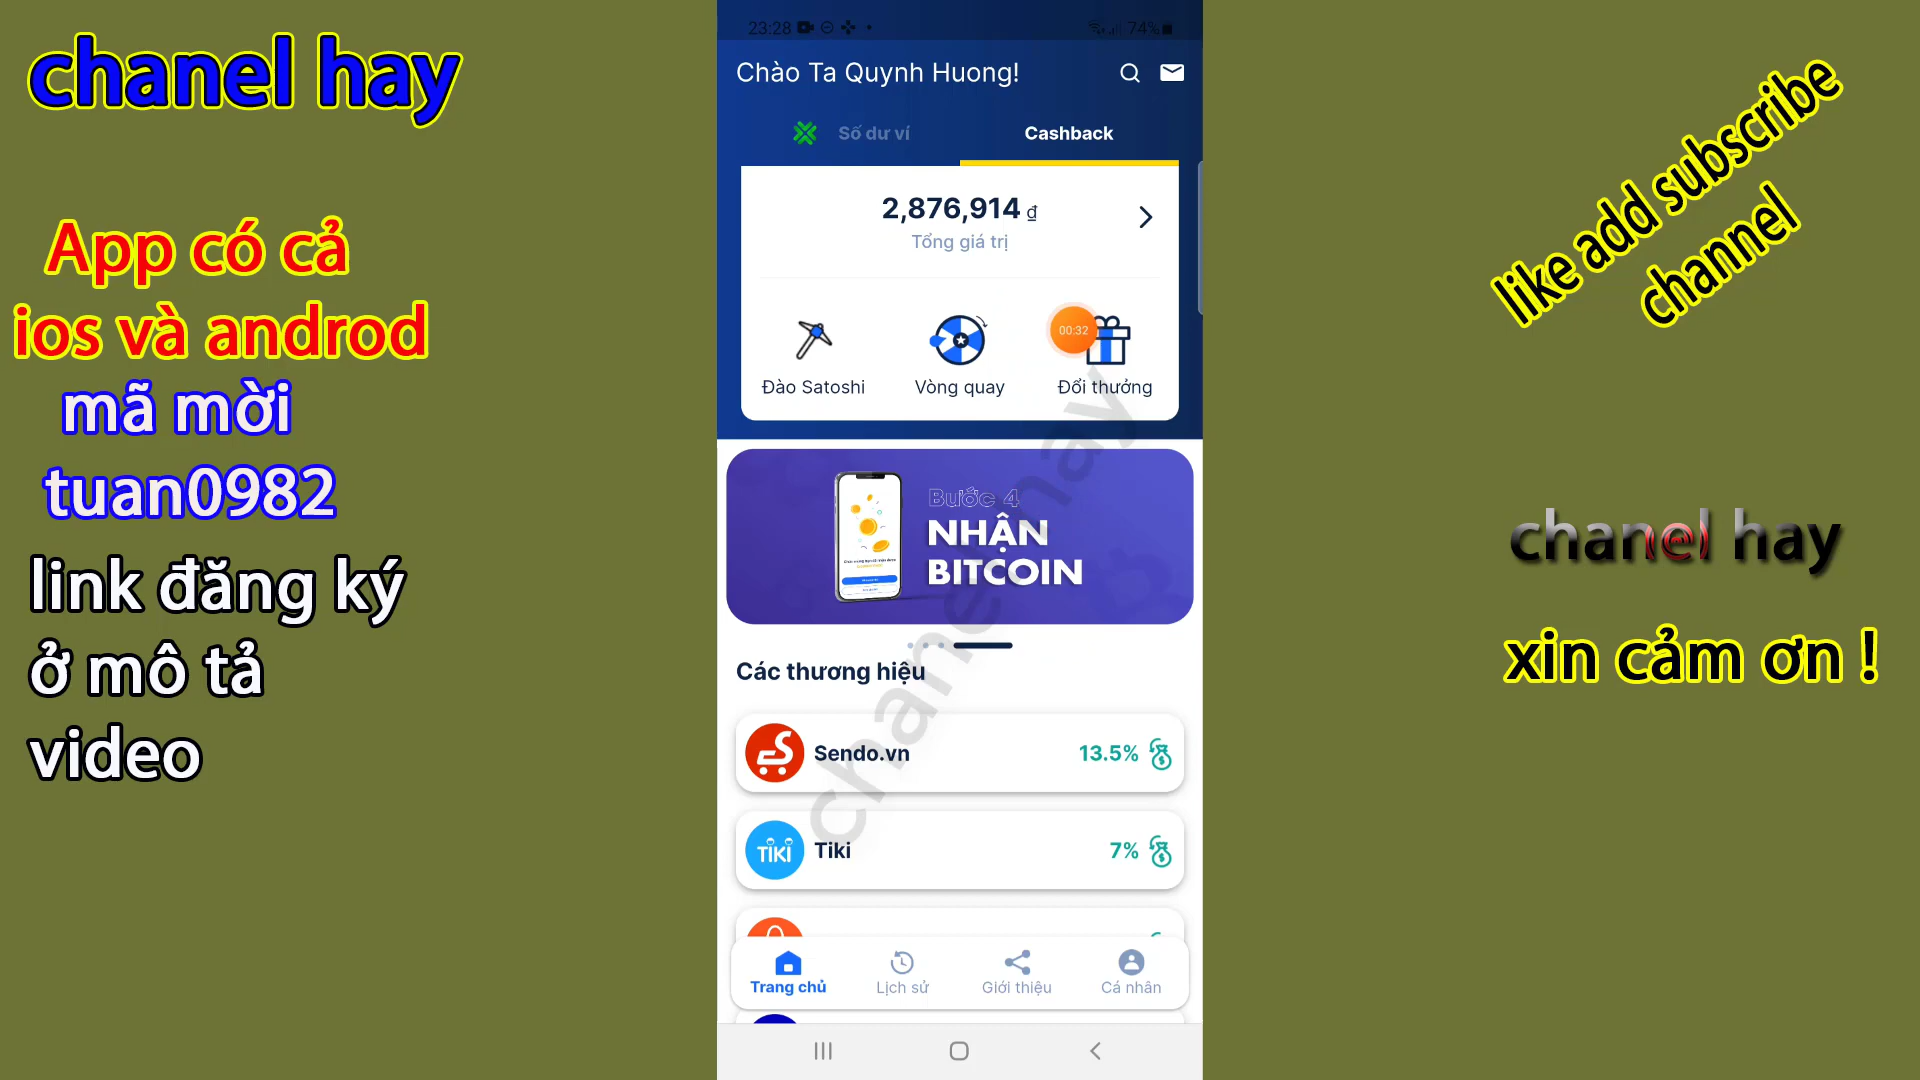 chanel hay
App có cả
ios và androd
mã mời
tuan0982
link đăng ký
ở mô tả
video
23:28
74%
Chào Ta Quynh Huong!
Số dư ví
Cashback
2,876,914 đ
Tổng giá trị
00:32
Đào Satoshi
Vòng quay
Đổi thưởng
Bước 4
NHẬN
BITCOIN
chanel hay
Các thương hiệu
Sendo.vn
13.5%
TIKI
Tiki
7%
Trang chủ
Lịch sử
Giới thiệu
Cá nhân
like add subscribe
channel
chanel hay
xin cảm ơn !